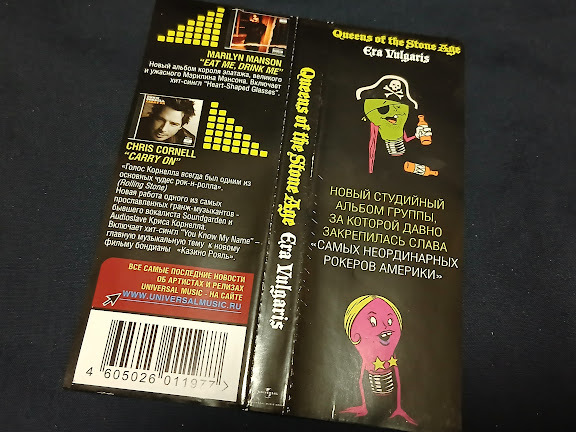 MARILYN MANSON
"EAT ME, DRINK ME"
Новый альбом короля эпатажа, великого
и ужасного Мэрилина Мэнсона. Включает
хит-сингл "Heart-Shaped Glasses".
CHRIS CORNELL
"CARRY ON"
«Голос Корнелла всегда был одним из
основных чудес рок-н-ролла».
(Rolling Stone)
Новая работа одного из самых
прославленных гранж-музыкантов -
бывшего вокалиста Soundgarden и
Audioslave Криса Корнелла.
Включает хит-сингл "You Know My Name" –
главную музыкальную тему к новому
фильму бондианы «Казино Рояль».
ВСЕ САМЫЕ ПОСЛЕДНИЕ НОВОСТИ
ОБ АРТИСТАХ И РЕЛИЗАХ
UNIVERSAL MUSIC - НА САЙТЕ
WWW.UNIVERSALMUSIC.RU
4 605026 011977
Queens of the Stone Age Era Vulgaris
UNIVERSAL
Queens of the Stone Age
Era Vulgaris
НОВЫЙ СТУДИЙНЫЙ
АЛЬБОМ ГРУППЫ,
ЗА КОТОРОЙ ДАВНО
ЗАКРЕПИЛАСЬ СЛАВА
«САМЫХ НЕОРДИНАРНЫХ
РОКЕРОВ АМЕРИКИ»